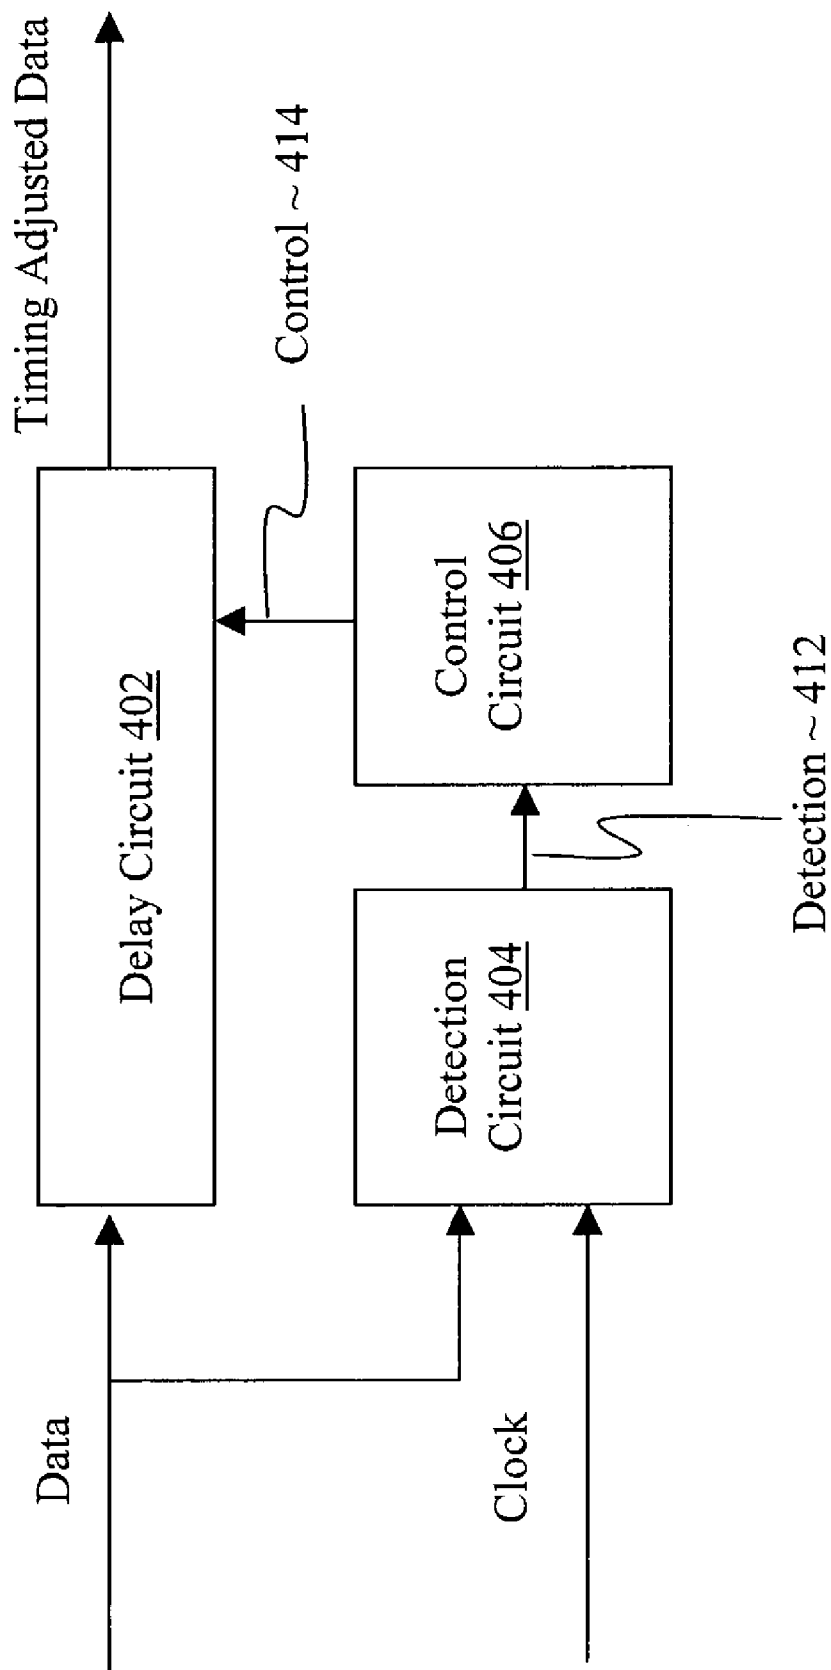 Data
Delay Circuit 402
Timing Adjusted Data
Control ~ 414
Clock
Detection
Circuit 404
Control
Circuit 406
Detection ~ 412